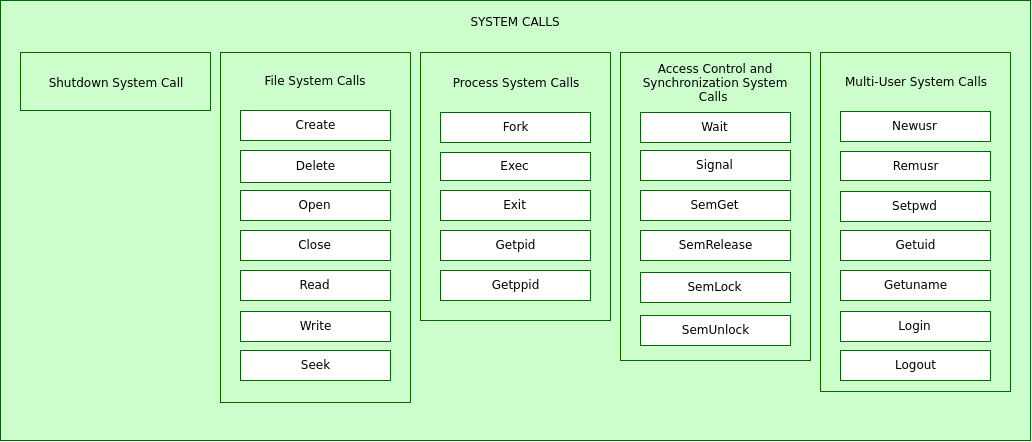 SYSTEM CALLS
Shutdown System Call
File System Calls
Create
Delete
Open
Close
Read
Write
Seek
Process System Calls
Fork
Exec
Exit
Getpid
Getppid
Access Control and
Synchronization System
Calls
Wait
Signal
SemGet
SemRelease
SemLock
SemUnlock
Multi-User System Calls
Newusr
Remusr
Setpwd
Getuid
Getuname
Login
Logout